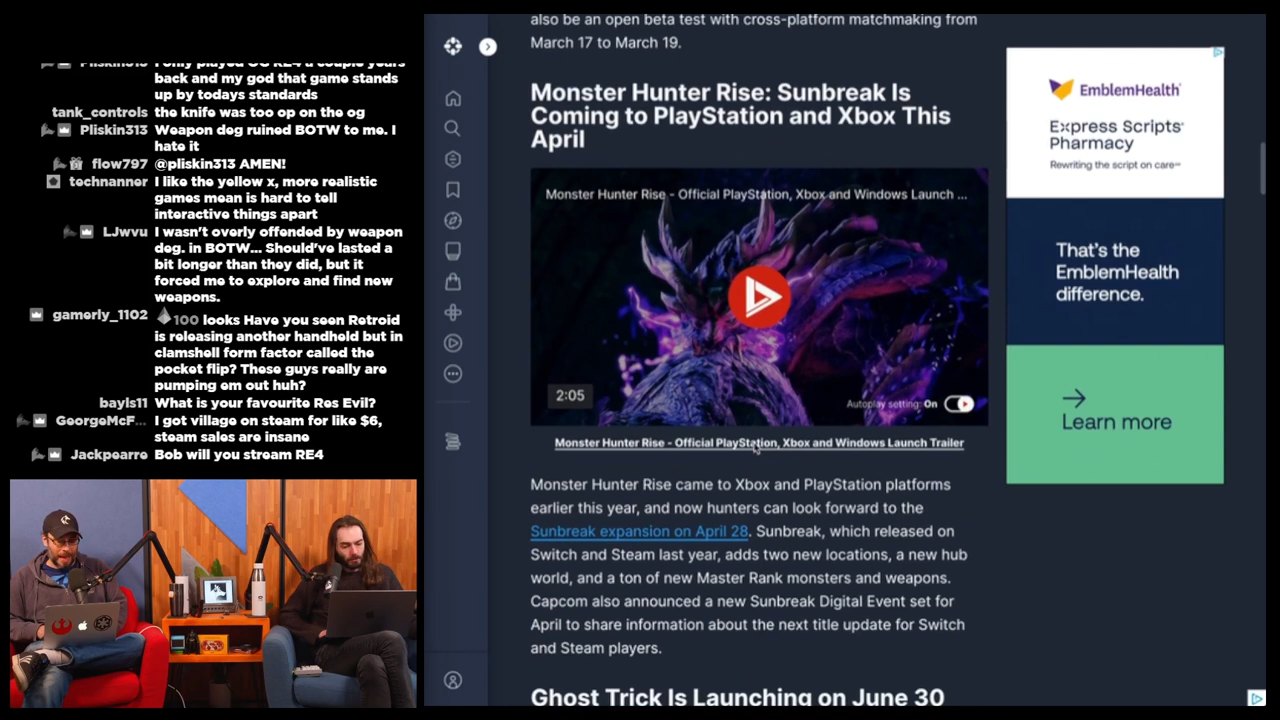 Pliskin313 I only played OG RE4 a couple years
back and my god that game stands
up by todays standards
tank_controls the knife was too op on the og
Pliskin313 Weapon deg ruined BOTW to me. I
hate it
flow797 @pliskin313 AMEN!
technanner I like the yellow x, more realistic
games mean is hard to tell
interactive things apart
LJwvu I wasn't overly offended by weapon
deg. in BOTW... Should've lasted a
bit longer than they did, but it
forced me to explore and find new
weapons.
gamerly_1102 100 looks Have you seen Retroid
is releasing another handheld but in
clamshell form factor called the
pocket flip? These guys really are
pumping em out huh?
bayls11 What is your favourite Res Evil?
GeorgeMcF... I got village on steam for like $6,
steam sales are insane
Jackpearre Bob will you stream RE4
also be an open beta test with cross-platform matchmaking from
March 17 to March 19.
Monster Hunter Rise: Sunbreak Is
Coming to PlayStation and Xbox This
April
Monster Hunter Rise - Official PlayStation, Xbox and Windows Launch ...
2:05
Autoplay setting: On
Monster Hunter Rise - Official PlayStation, Xbox and Windows Launch Trailer
Monster Hunter Rise came to Xbox and PlayStation platforms
earlier this year, and now hunters can look forward to the
Sunbreak expansion on April 28. Sunbreak, which released on
Switch and Steam last year, adds two new locations, a new hub
world, and a ton of new Master Rank monsters and weapons.
Capcom also announced a new Sunbreak Digital Event set for
April to share information about the next title update for Switch
and Steam players.
Ghost Trick Is Launching on June 30
EmblemHealth
Express Scripts
Pharmacy
Rewriting the script on care
That's the
EmblemHealth
difference.
Learn more